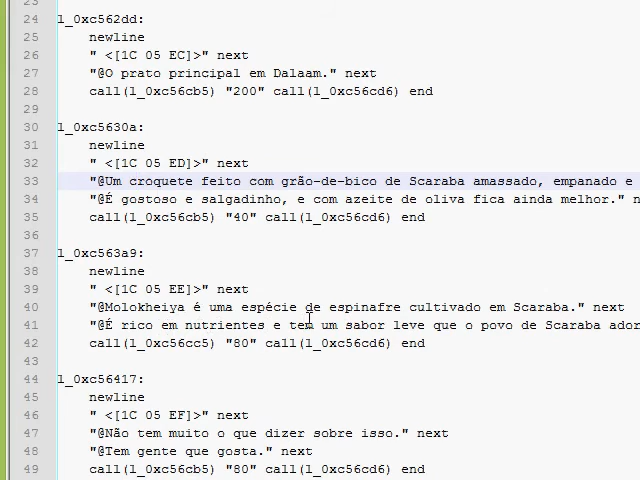 23
24 l_0xc562dd:
25 newline
26 " <[1C 05 EC]>" next
27 "@O prato principal em Dalaam." next
28 call(l_0xc56cb5) "200" call(l_0xc56cd6) end
29
30 l_0xc5630a:
31 newline
32 " <[1C 05 ED]>" next
33 "@Um croquete feito com grão-de-bico de Scaraba amassado, empanado e
34 "@É gostoso e salgadinho, e com azeite de oliva fica ainda melhor." n
35 call(l_0xc56cb5) "40" call(l_0xc56cd6) end
36
37 l_0xc563a9:
38 newline
39 " <[1C 05 EE]>" next
40 "@Molokheiya é uma espécie de espinafre cultivado em Scaraba." next
41 "@É rico em nutrientes e tem um sabor leve que o povo de Scaraba ador
42 call(l_0xc56cc5) "80" call(l_0xc56cd6) end
43
44 l_0xc56417:
45 newline
46 " <[1C 05 EF]>" next
47 "@Não tem muito o que dizer sobre isso." next
48 "@Tem gente que gosta." next
49 call(l_0xc56cb5) "80" call(l_0xc56cd6) end